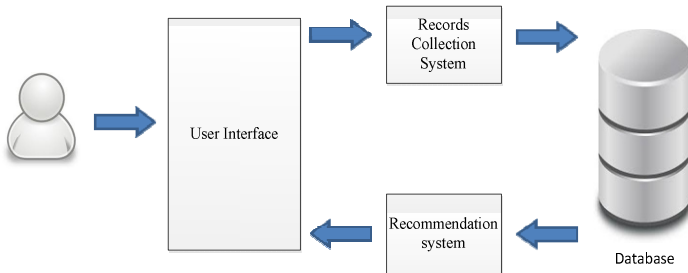 Records
Collection
System
User Interface
Recommendation
system
Database